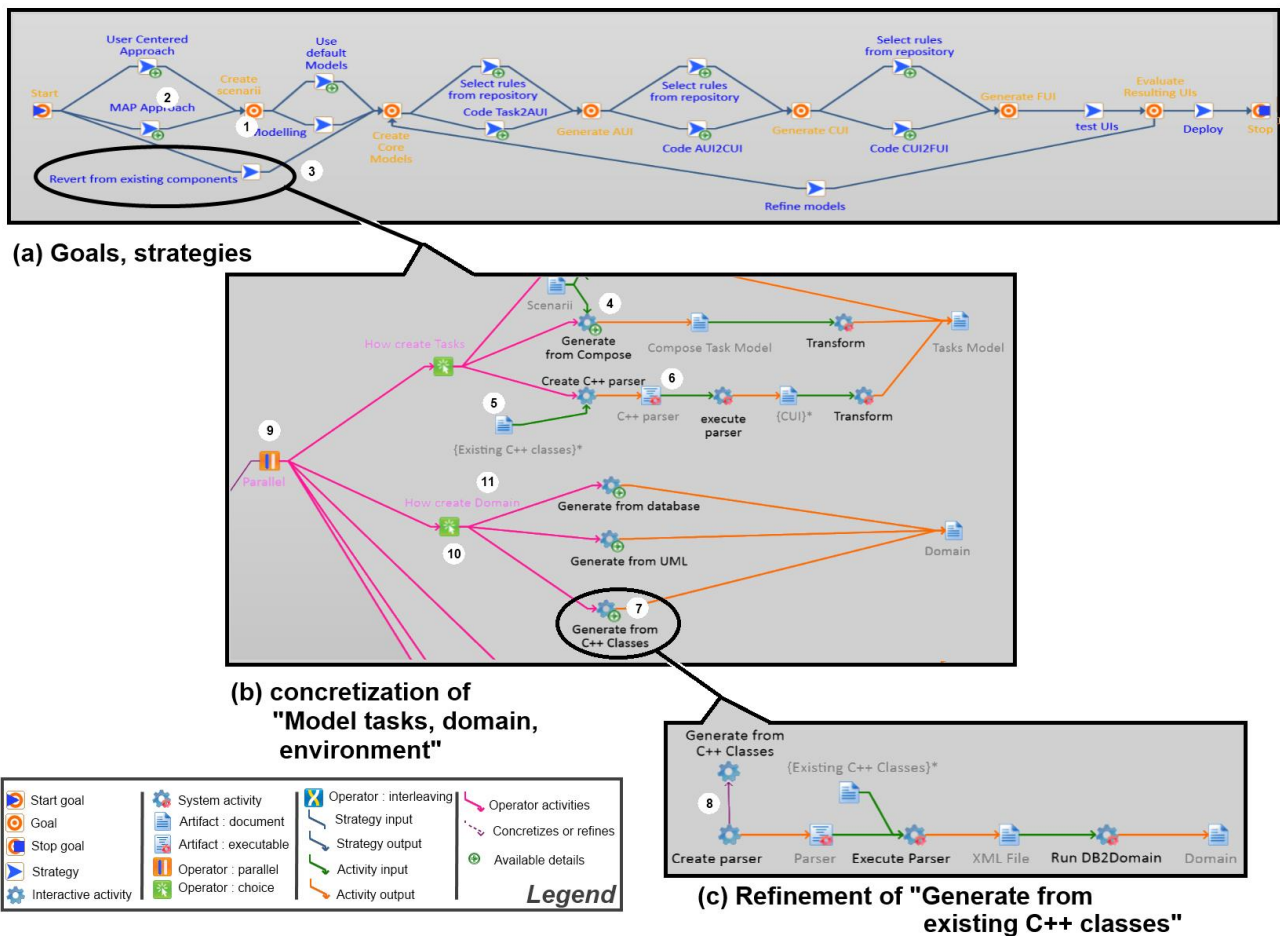 User Centered
Approach
Use
default
Models
Select rules
from repository
Create
scenarii
Start
MAP Approach
2
1
Modelling
Select rules
from repository
Code Task2AUI
Create
Core
Models
Generate AUI
Select rules
from repository
Code AUI2CUI
Generate CUI
Code CUI2FUI
Generate FUI
test UIs
Evaluate
Resulting UIs
Deploy
Stop
Revert from existing components
3
Refine models
(a) Goals, strategies
Scenarii
4
Generate
from Compose
Compose Task Model
Transform
Tasks Model
How create Tasks
Create C++ parser
6
5
C++ parser
execute
parser
{CUI}*
Transform
{Existing C++ classes}*
9
Parallel
11
How create Domain
10
Generate from database
Generate from UML
Domain
7
Generate from
C++ Classes
(b) concretization of
"Model tasks, domain,
environment"
Generate from
C++ Classes
{Existing C++ Classes}*
8
Create parser
Parser
Execute Parser
XML File
Run DB2Domain
Domain
(c) Refinement of "Generate from
existing C++ classes"
Start goal
Goal
Stop goal
Strategy
Interactive activity
System activity
Artifact : document
Artifact : executable
Operator : parallel
Operator : choice
Operator : interleaving
Strategy input
Strategy output
Activity input
Activity output
Operator activities
Concretizes or refines
Available details
Legend